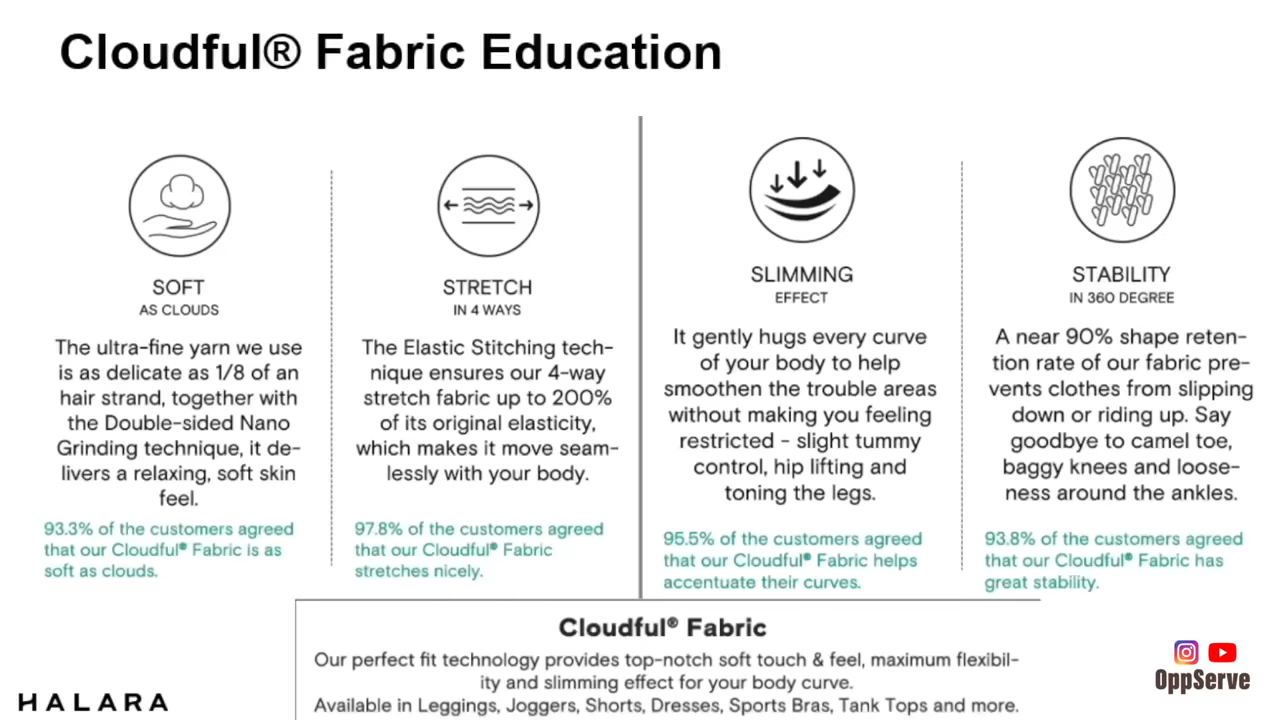 Cloudful® Fabric Education
SOFT
AS CLOUDS
The ultra-fine yarn we use
is as delicate as 1/8 of an
hair strand, together with
the Double-sided Nano
Grinding technique, it de-
livers a relaxing, soft skin
feel.
93.3% of the customers agreed
that our Cloudful® Fabric is as
soft as clouds.
STRETCH
IN 4 WAYS
The Elastic Stitching tech-
nique ensures our 4-way
stretch fabric up to 200%
of its original elasticity,
which makes it move seam-
lessly with your body.
97.8% of the customers agreed
that our Cloudful® Fabric
stretches nicely.
SLIMMING
EFFECT
It gently hugs every curve
of your body to help
smoothen the trouble areas
without making you feeling
restricted - slight tummy
control, hip lifting and
toning the legs.
95.5% of the customers agreed
that our Cloudful® Fabric helps
accentuate their curves.
STABILITY
IN 360 DEGREE
A near 90% shape reten-
tion rate of our fabric pre-
vents clothes from slipping
down or riding up. Say
goodbye to camel toe,
baggy knees and loose-
ness around the ankles.
93.8% of the customers agreed
that our Cloudful® Fabric has
great stability.
Cloudful® Fabric
Our perfect fit technology provides top-notch soft touch & feel, maximum flexibil-
ity and slimming effect for your body curve.
Available in Leggings, Joggers, Shorts, Dresses, Sports Bras, Tank Tops and more.
HALARA
OppServe